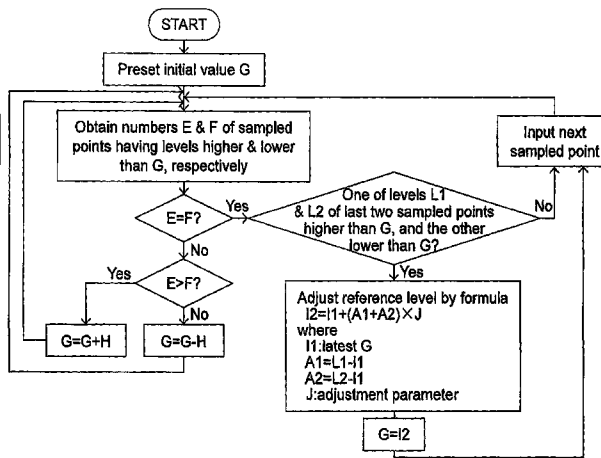 START
Preset initial value G
Obtain numbers E & F of sampled
points having levels higher & lower
than G, respectively
Input next
sampled point
E=F?
Yes
One of levels L1
& L2 of last two sampled points
higher than G, and the other
lower than G?
No
No
Yes
E>F?
Yes
No
G=G+H
G=G-H
Adjust reference level by formula
I2=I1+(A1+A2)×J
where
I1:latest G
A1=L1-I1
A2=L2-I1
J:adjustment parameter
G=I2